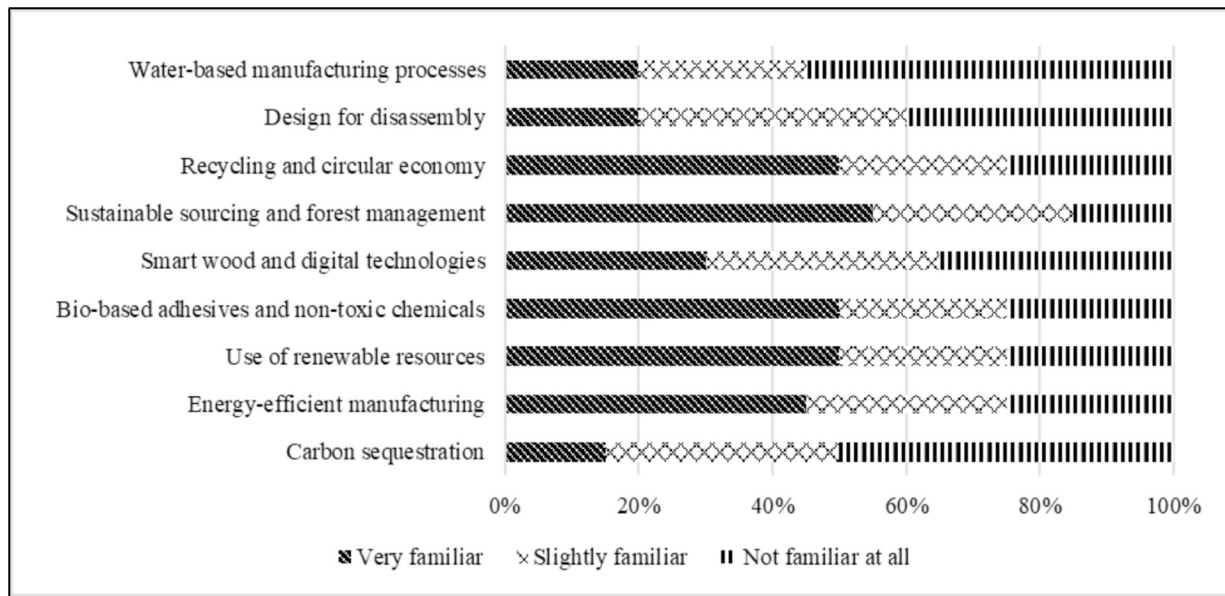 Water-based manufacturing processes
Design for disassembly
Recycling and circular economy
Sustainable sourcing and forest management
Smart wood and digital technologies
Bio-based adhesives and non-toxic chemicals
Use of renewable resources
Energy-efficient manufacturing
Carbon sequestration
0% 20% 40% 60% 80% 100%
Very familiar Slightly familiar Not familiar at all